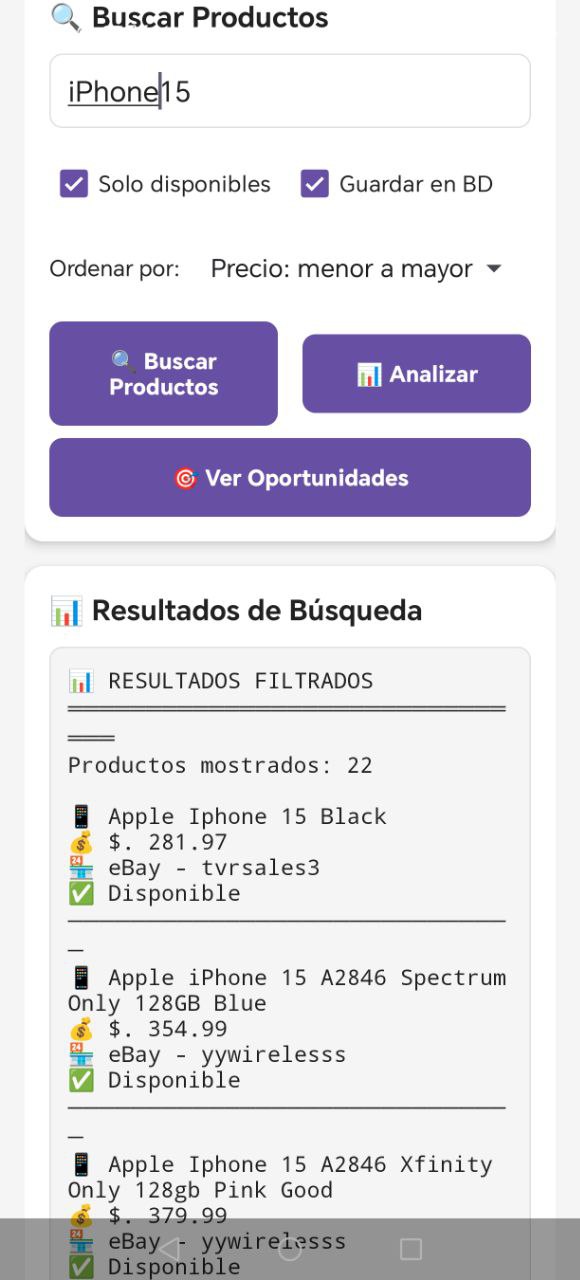 🔍 Buscar Productos
iPhone15
Solo disponibles Guardar en BD
Ordenar por: Precio: menor a mayor
🔍 Buscar
Productos
📊 Analizar
🎯 Ver Oportunidades
📊 Resultados de Búsqueda
📊 RESULTADOS FILTRADOS
Productos mostrados: 22
📱 Apple Iphone 15 Black
💰 $. 281.97
🏪 eBay - tvrsales3
✅ Disponible
📱 Apple iPhone 15 A2846 Spectrum
Only 128GB Blue
💰 $. 354.99
🏪 eBay - yywirelesss
✅ Disponible
📱 Apple Iphone 15 A2846 Xfinity
Only 128gb Pink Good
💰 $. 379.99
🏪 eBay - yywirelesss
✅ Disponible